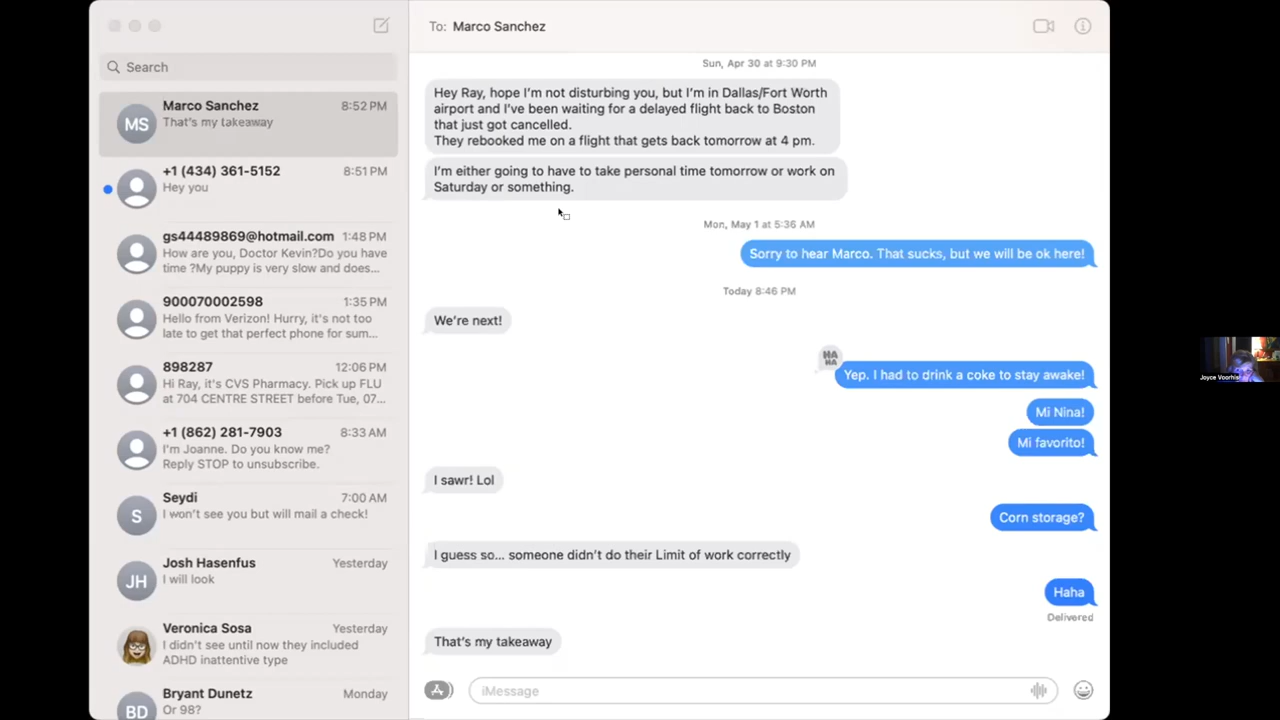 Search
Marco Sanchez 8:52 PM
MS
That's my takeaway
+1 (434) 361-5152 8:51 PM
Hey you
gs44489869@hotmail.com 1:48 PM
How are you, Doctor Kevin?Do you have
time ?My puppy is very slow and does...
900070002598 1:35 PM
Hello from Verizon! Hurry, it's not too
late to get that perfect phone for sum...
898287 12:06 PM
Hi Ray, it's CVS Pharmacy. Pick up FLU
at 704 CENTRE STREET before Tue, 07...
+1 (862) 281-7903 8:33 AM
I'm Joanne. Do you know me?
Reply STOP to unsubscribe.
Seydi 7:00 AM
S
I won't see you but will mail a check!
Josh Hasenfus Yesterday
JH
I will look
Veronica Sosa Yesterday
I didn't see until now they included
ADHD inattentive type
Bryant Dunetz Monday
BD
Or 98?
To: Marco Sanchez
Sun, Apr 30 at 9:30 PM
Hey Ray, hope I'm not disturbing you, but I'm in Dallas/Fort Worth
airport and I've been waiting for a delayed flight back to Boston
that just got cancelled.
They rebooked me on a flight that gets back tomorrow at 4 pm.
I'm either going to have to take personal time tomorrow or work on
Saturday or something.
Mon, May 1 at 5:36 AM
Sorry to hear Marco. That sucks, but we will be ok here!
Today 8:46 PM
We're next!
HA
HA
Yep. I had to drink a coke to stay awake!
Mi Nina!
Mi favorito!
I sawr! Lol
Corn storage?
I guess so... someone didn't do their Limit of work correctly
Haha
Delivered
That's my takeaway
iMessage